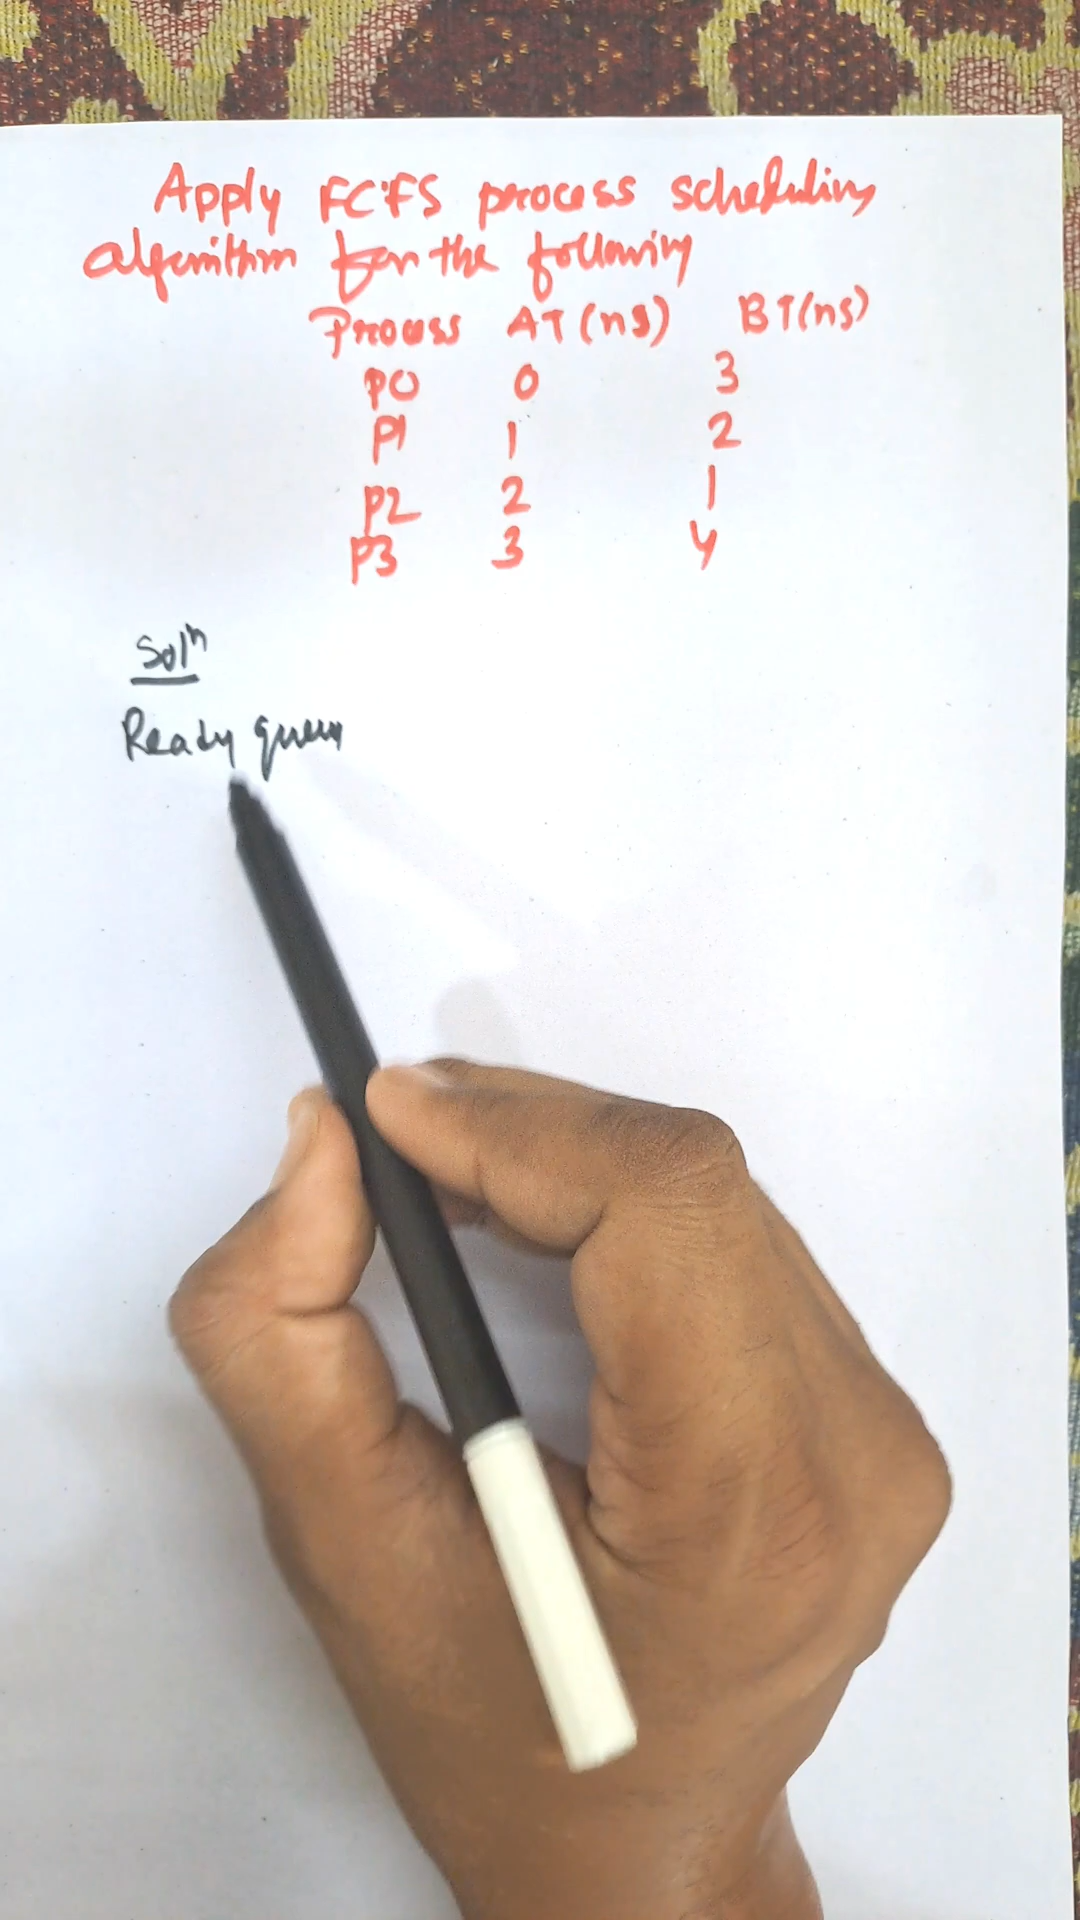 Apply FCFS process scheduling
algorithm for the following
Process AT(ns) BT(ns)
P0 0 3
P1 1 2
P2 2 1
P3 3 4
Solⁿ
Ready queue